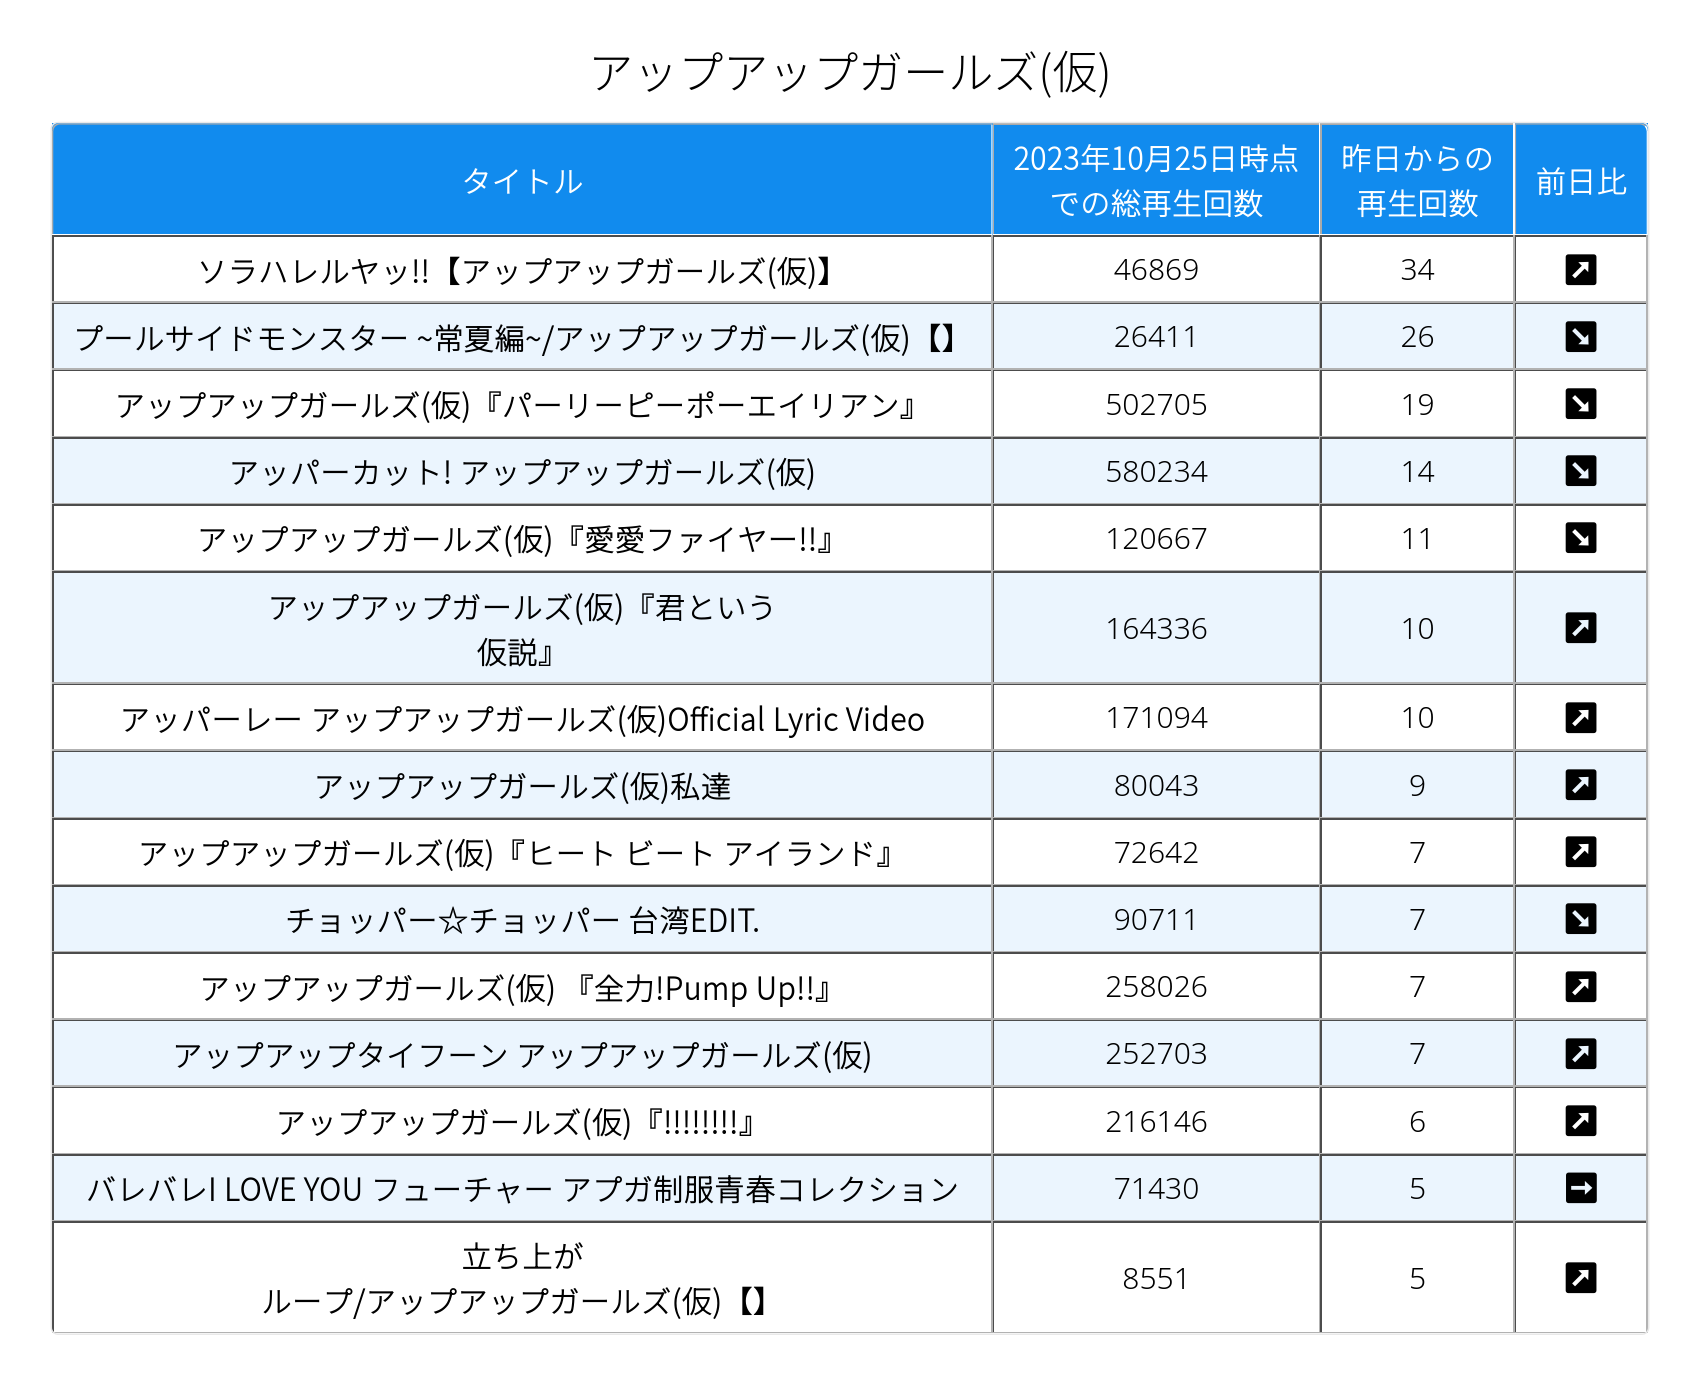 アップアップガールズ(仮)
タイトル
2023年10月25日時点
での総再生回数
昨日からの
再生回数
前日比
ソラハレルヤッ!!【アップアップガールズ(仮)】 46869 34
プールサイドモンスター ~常夏編~/アップアップガールズ(仮)【】 26411 26
アップアップガールズ(仮)『パーリーピーポーエイリアン』 502705 19
アッパーカット! アップアップガールズ(仮) 580234 14
アップアップガールズ(仮)『愛愛ファイヤー!!』 120667 11
アップアップガールズ(仮)『君という
仮説』 164336 10
アッパーレー アップアップガールズ(仮)Official Lyric Video 171094 10
アップアップガールズ(仮)私達 80043 9
アップアップガールズ(仮)『ヒート ビート アイランド』 72642 7
チョッパー☆チョッパー 台湾EDIT. 90711 7
アップアップガールズ(仮) 『全力!Pump Up!!』 258026 7
アップアップタイフーン アップアップガールズ(仮) 252703 7
アップアップガールズ(仮)『!!!!!!!!』 216146 6
バレバレI LOVE YOU フューチャー アプガ制服青春コレクション 71430 5
立ち上が
ループ/アップアップガールズ(仮)【】 8551 5